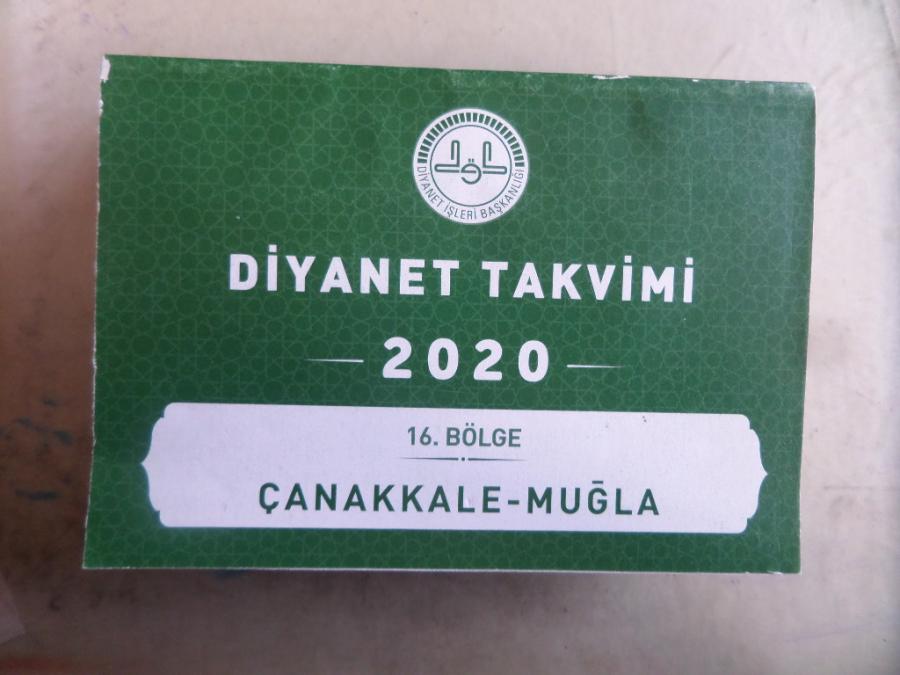 DİYANET İŞLERİ BAŞKANLIĞI
DİYANET TAKVİMİ
2020
16. BÖLGE
ÇANAKKALE-MUĞLA